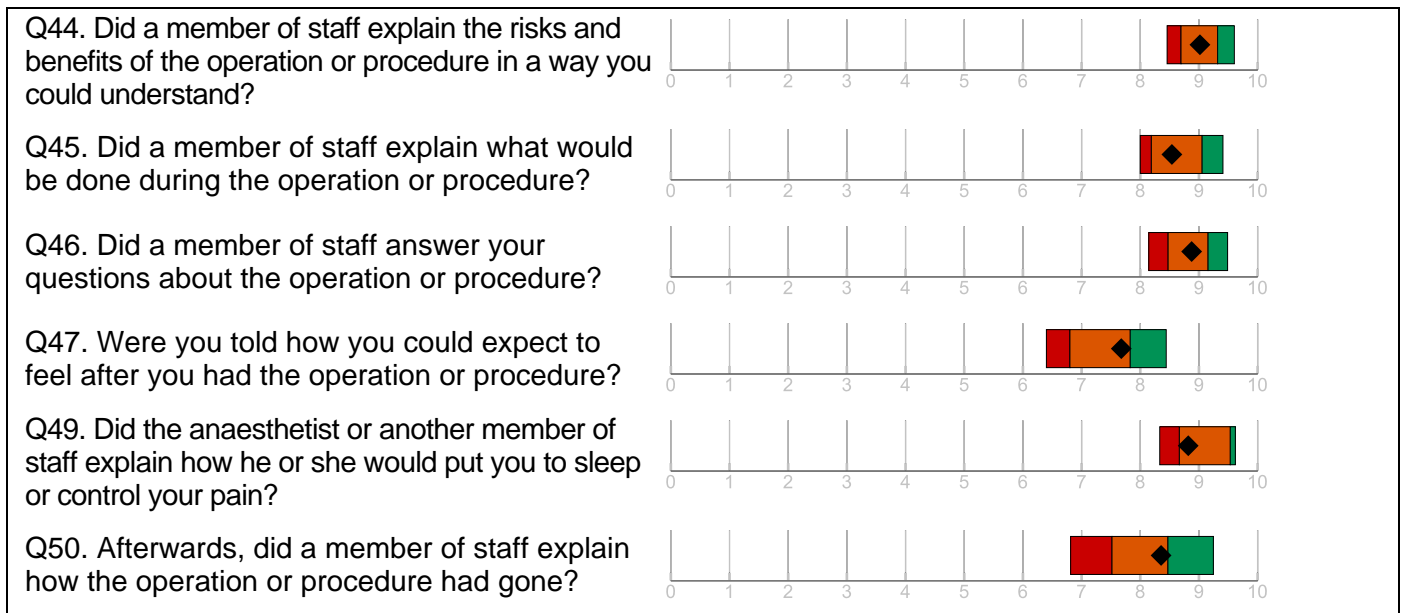 Q44. Did a member of staff explain the risks and
benefits of the operation or procedure in a way you
could understand?
0 1 2 3 4 5 6 7 8 9 10
Q45. Did a member of staff explain what would
be done during the operation or procedure?
0 1 2 3 4 5 6 7 8 9 10
Q46. Did a member of staff answer your
questions about the operation or procedure?
0 1 2 3 4 5 6 7 8 9 10
Q47. Were you told how you could expect to
feel after you had the operation or procedure?
0 1 2 3 4 5 6 7 8 9 10
Q49. Did the anaesthetist or another member of
staff explain how he or she would put you to sleep
or control your pain?
0 1 2 3 4 5 6 7 8 9 10
Q50. Afterwards, did a member of staff explain
how the operation or procedure had gone?
0 1 2 3 4 5 6 7 8 9 10